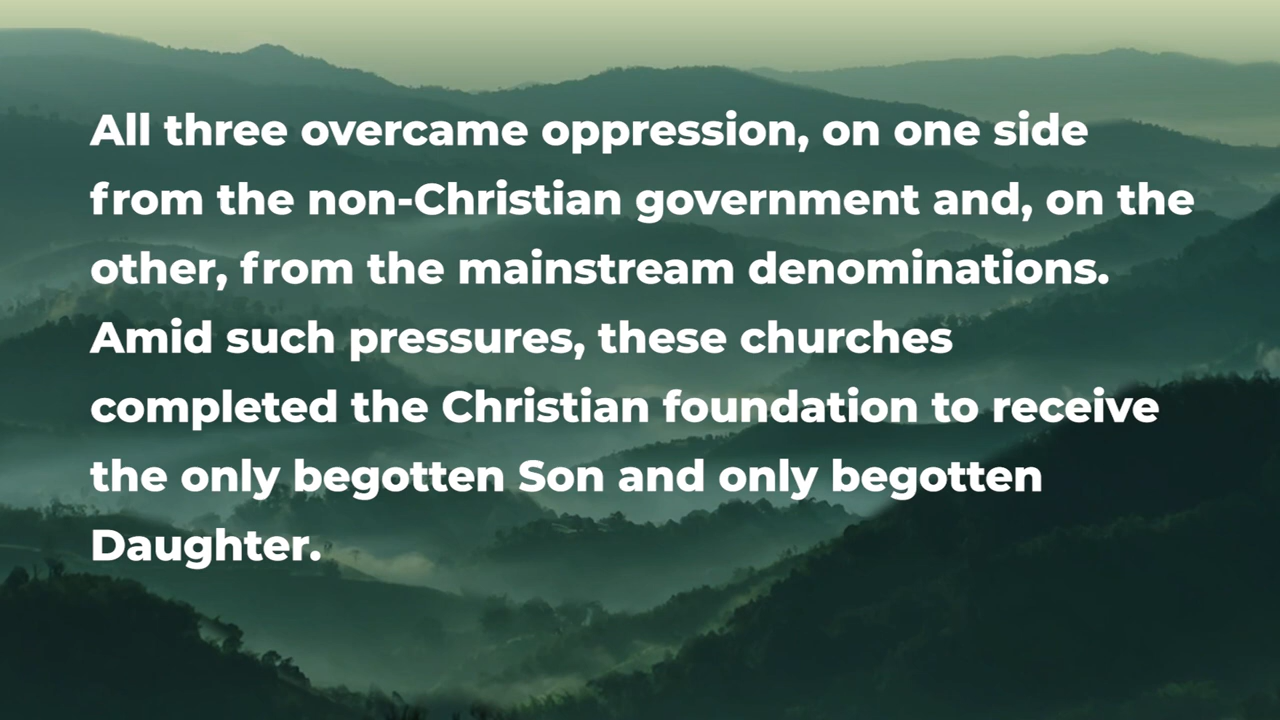 All three overcame oppression, on one side
from the non-Christian government and, on the
other, from the mainstream denominations.
Amid such pressures, these churches
completed the Christian foundation to receive
the only begotten Son and only begotten
Daughter.